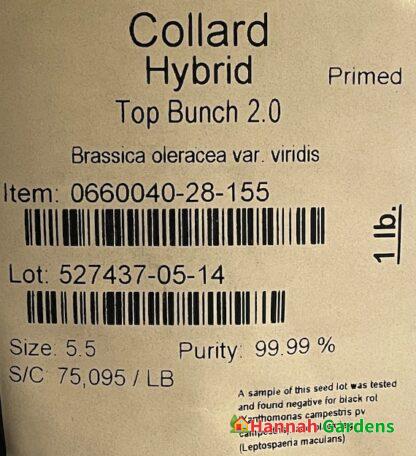 Collard
Hybrid
Primed
Top Bunch 2.0
Brassica oleracea var. viridis
Item: 0660040-28-155
1 lb.
Lot: 527437-05-14
Size: 5.5
Purity: 99.99 %
S/C: 75,095 / LB
A sample of this seed lot was tested
and found negative for black rot
campestris pv
Hannah Gardens
(Leptospaeria maculans)